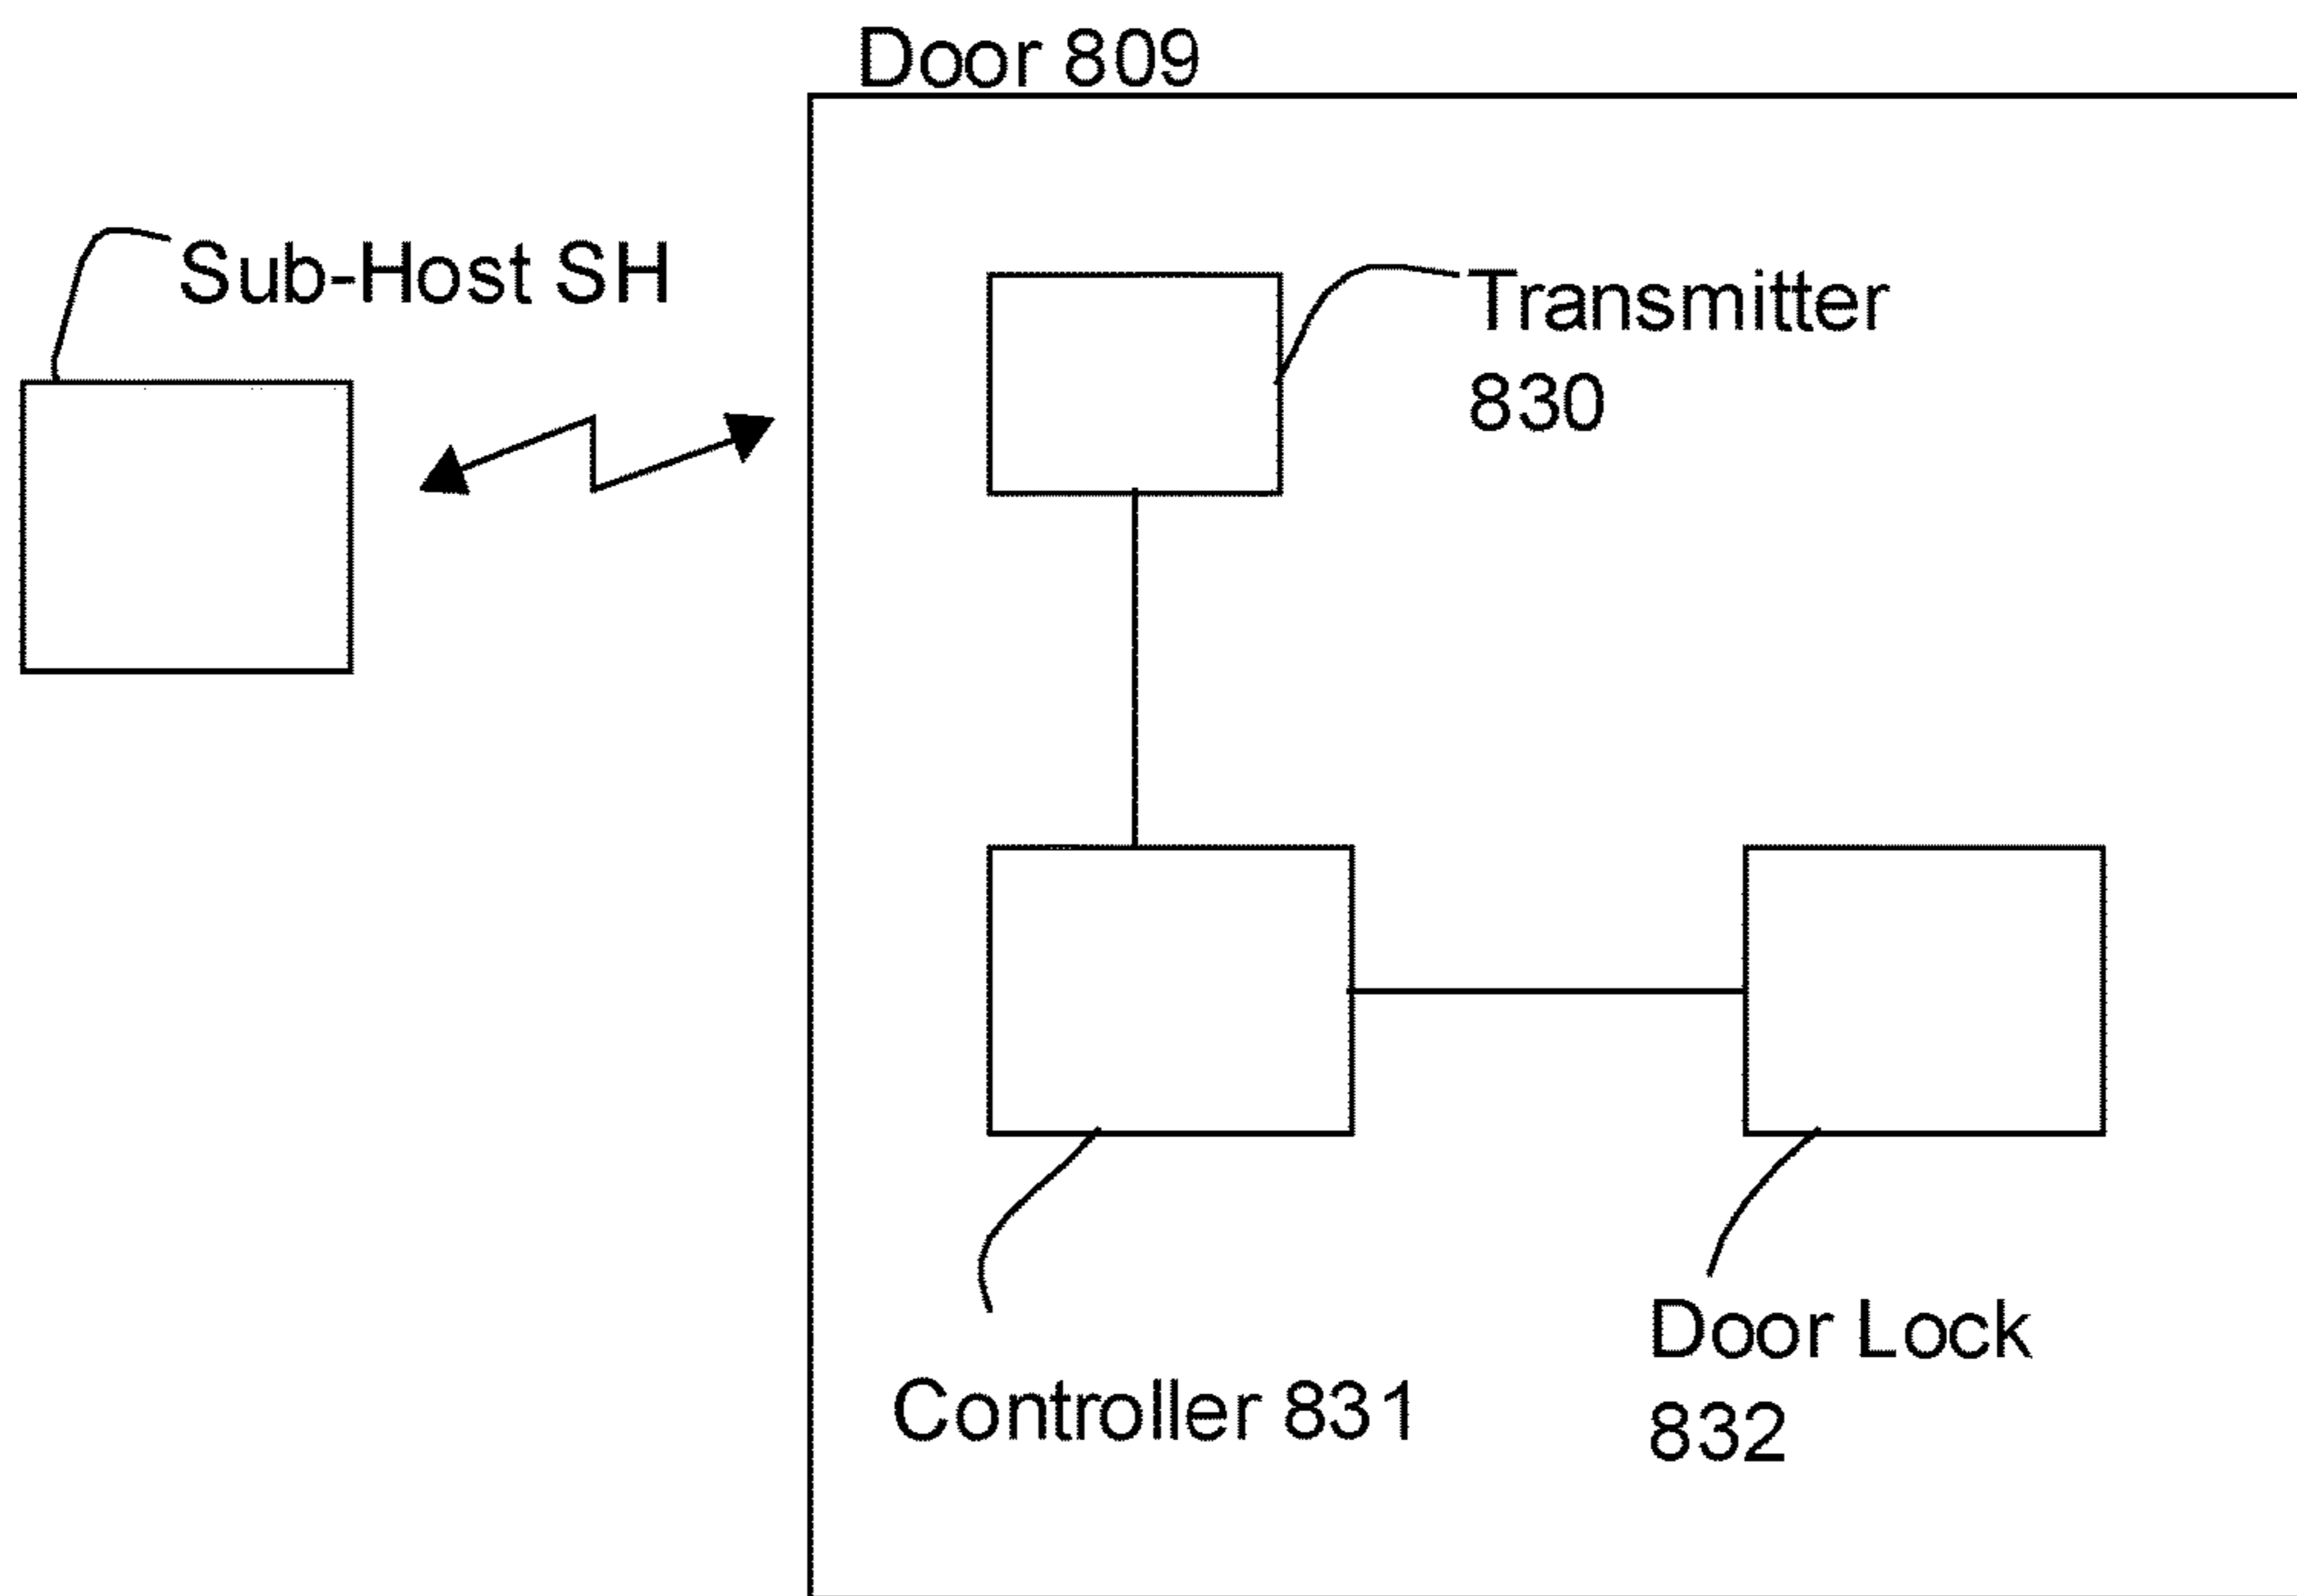 Door 809
Sub-Host SH
Transmitter
830
Controller 831
Door Lock
832